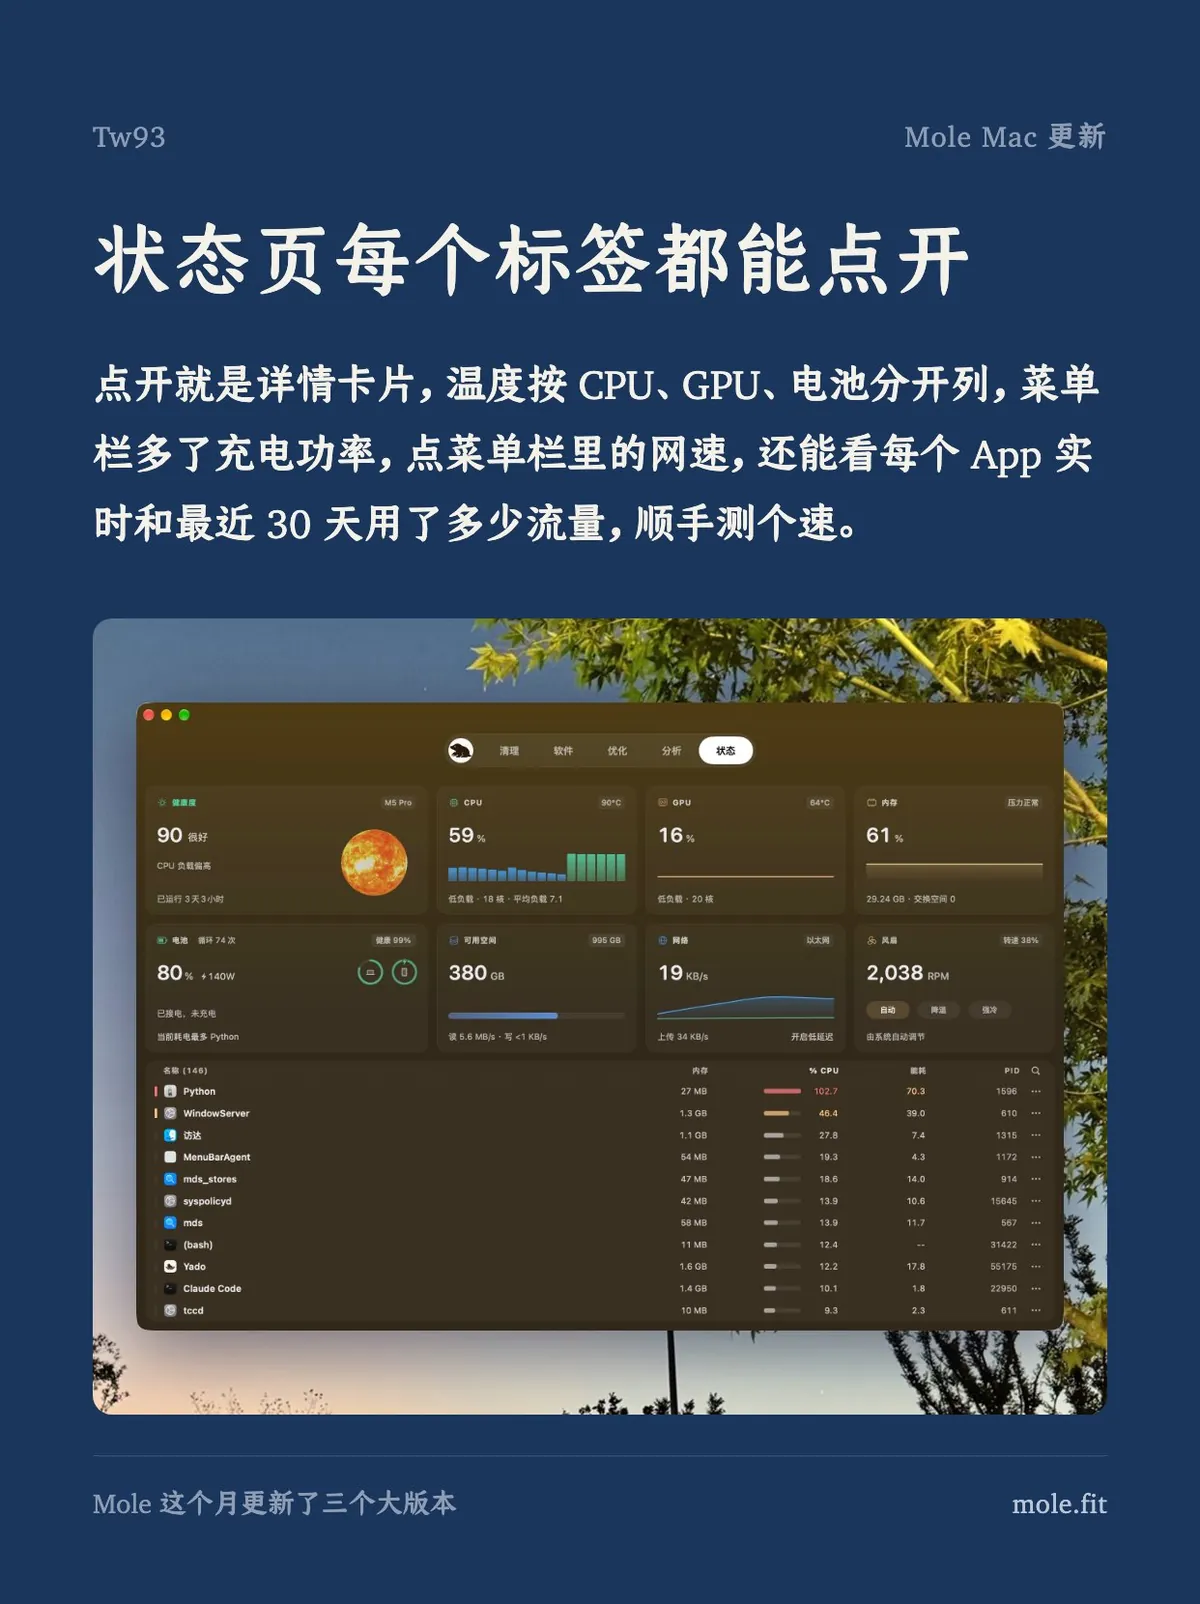 Tw93
Mole Mac 更新
状态页每个标签都能点开
点开就是详情卡片，温度按 CPU、GPU、电池分开列，菜单
栏多了充电功率，点菜单栏里的网速，还能看每个 App 实
时和最近 30 天用了多少流量，顺手测个速。
清理 软件 优化 分析 状态
健康度 M5 Pro
90 很好
CPU 负载偏高
已运行 3天3小时
CPU 90°C
59 %
低负载 · 18 核 · 平均负载 7.1
GPU 64°C
16 %
低负载 · 20 核
内存 压力正常
61 %
29.24 GB · 交换空间 0
电池 循环 74 次 健康 99%
80 % 140W
已接电，未充电
当前耗电最多 Python
可用空间 995 GB
380 GB
读 5.6 MB/s · 写 <1 KB/s
网络 以太网
19 KB/s
上传 34 KB/s 开启低延迟
风扇 转速 38%
2,038 RPM
自动 降温 强冷
由系统自动调节
名称 (146) 内存 % CPU 能耗 PID
Python 27 MB 102.7 70.3 1596 ···
WindowServer 1.3 GB 46.4 39.0 610 ···
访达 1.1 GB 27.8 7.4 1315 ···
MenuBarAgent 54 MB 19.3 4.3 1172 ···
mds_stores 47 MB 18.6 14.0 914 ···
syspolicyd 42 MB 13.9 10.6 15645 ···
mds 58 MB 13.9 11.7 567 ···
(bash) 11 MB 12.4 -- 31422 ···
Yado 1.6 GB 12.2 17.8 55175 ···
Claude Code 1.4 GB 10.1 1.8 22950 ···
tccd 10 MB 9.3 2.3 611 ···
Mole 这个月更新了三个大版本
mole.fit